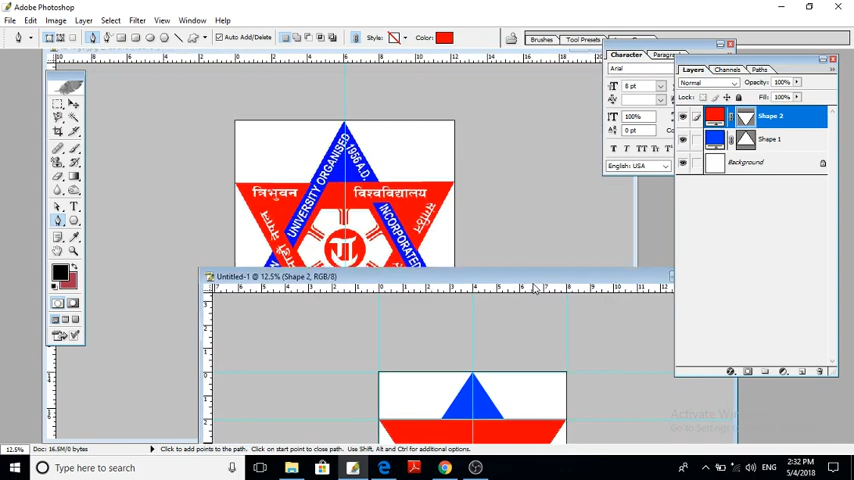 Adobe Photoshop
File Edit Image Layer Select Filter View Window Help
Auto Add/Delete
Style:
Color:
Brushes
Tool Presets
Character
Paragraph
Arial
8 pt
100%
0 pt
English: USA
Layers Channels Paths
Normal
Opacity: 100%
Lock:
Fill: 100%
Shape 2
Shape 1
Background
UNIVERSITY ORGANISED
1956 A.D.
त्रिभुवन
विश्वविद्यालय
INCORPORATED
Untitled-1 @ 12.5% (Shape 2, RGB/8)
12.5%
Doc: 16.5M/0 bytes
Click to add points to the path. Click on start point to close path. Use Shift, Alt, and Ctrl for additional options.
Type here to search
ENG
2:32 PM
5/4/2018